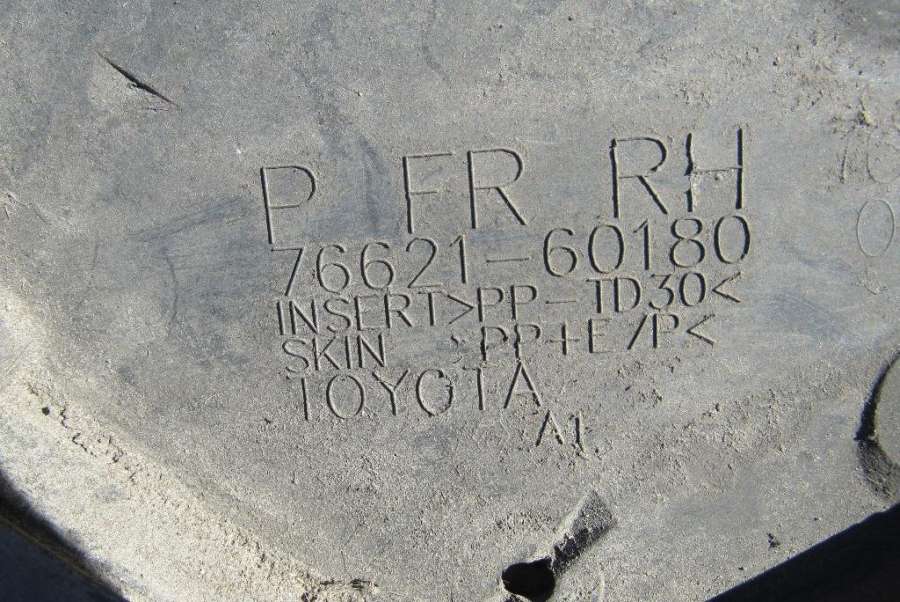 P FR RH
76621-60180
INSERT>PP-TD30<
SKIN >PP+E/P<
TOYOTA
A1